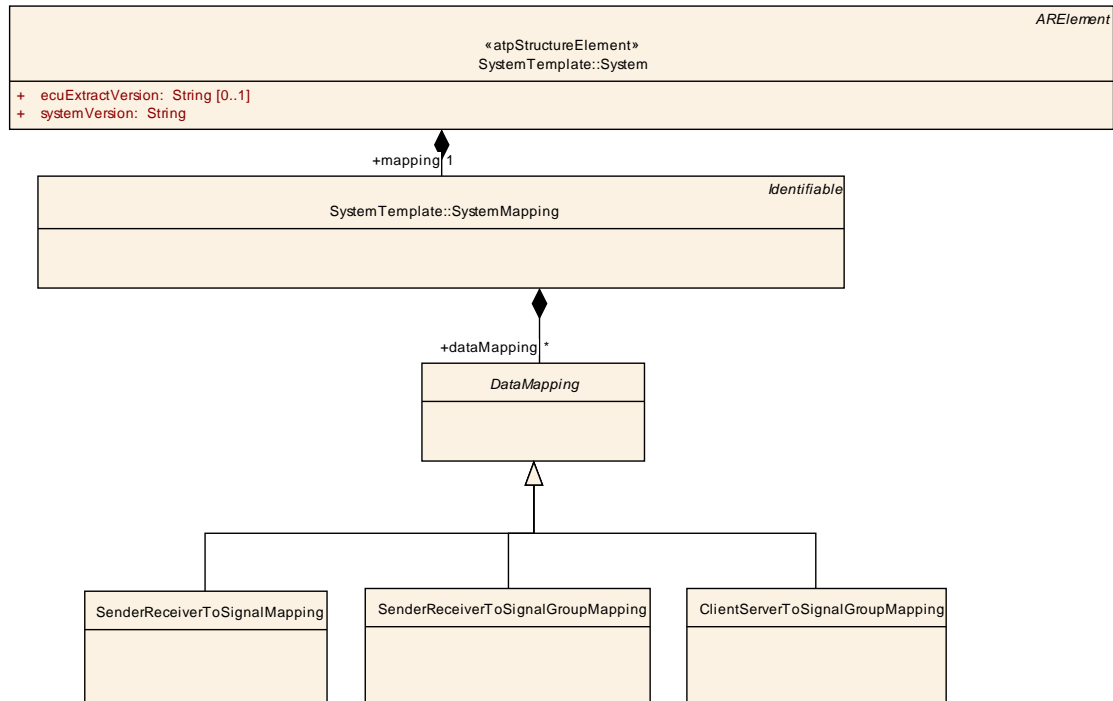 ARElement
«atpStructureElement»
SystemTemplate::System
+ ecuExtractVersion: String [0..1]
+ systemVersion: String
+mapping 1
Identifiable
SystemTemplate::SystemMapping
+dataMapping *
DataMapping
SenderReceiverToSignalMapping
SenderReceiverToSignalGroupMapping
ClientServerToSignalGroupMapping